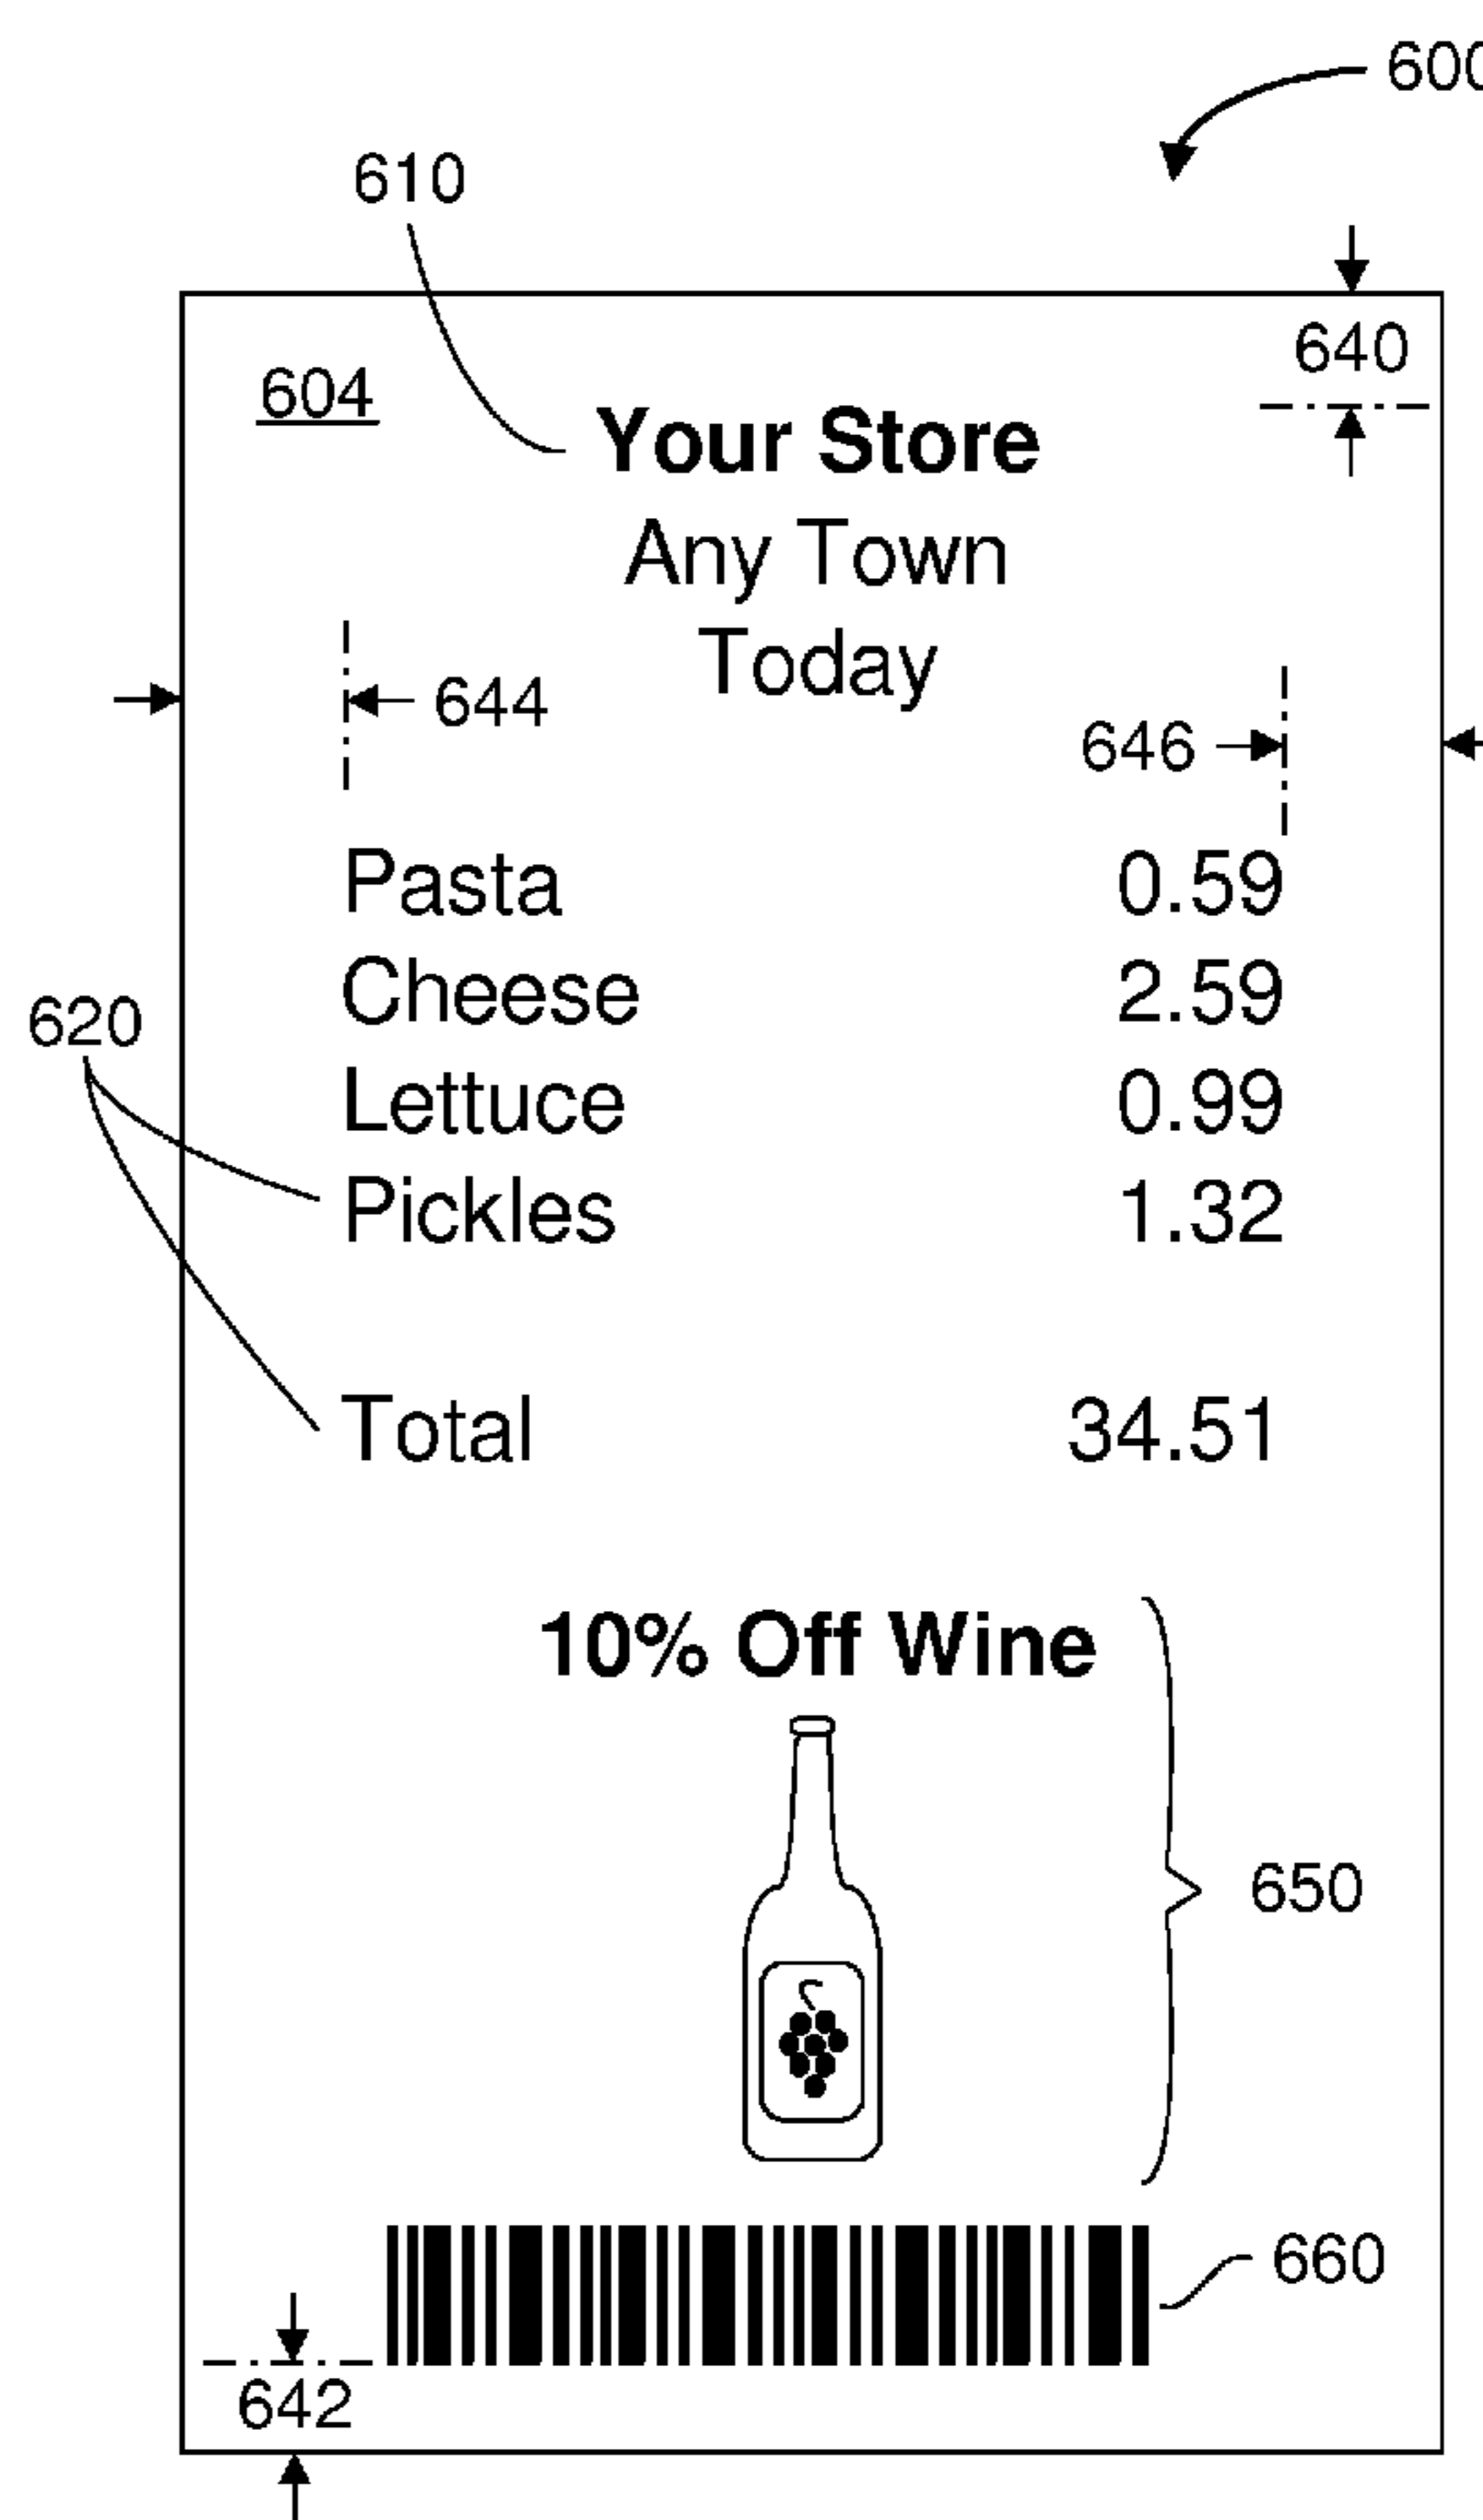 600
610
640
604
Your Store
Any Town
Today
644
646
Pasta 0.59
Cheese 2.59
620
Lettuce 0.99
Pickles 1.32
Total 34.51
10% Off Wine
650
660
642